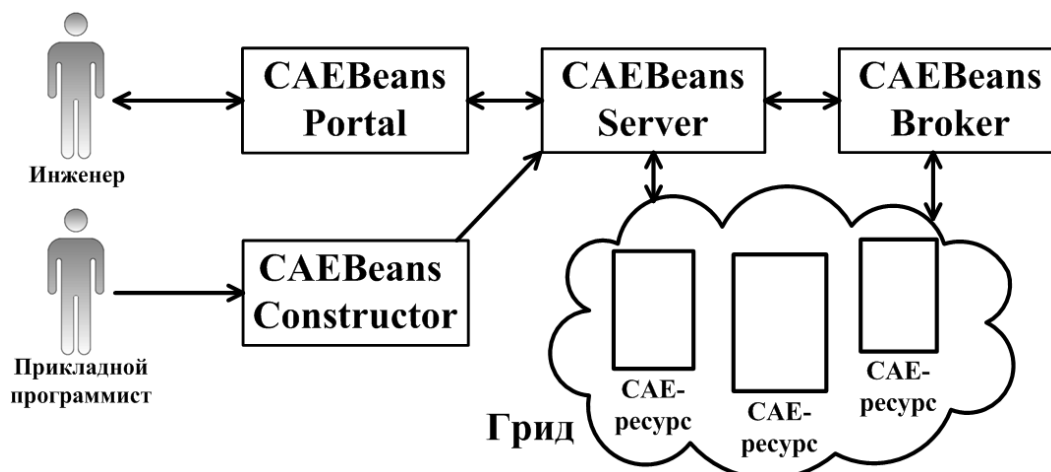 CAEBeans
Portal
CAEBeans
Server
CAEBeans
Broker
Инженер
CAEBeans
Constructor
Прикладной
программист
CAE-
ресурс
CAE-
ресурс
CAE-
ресурс
Грид